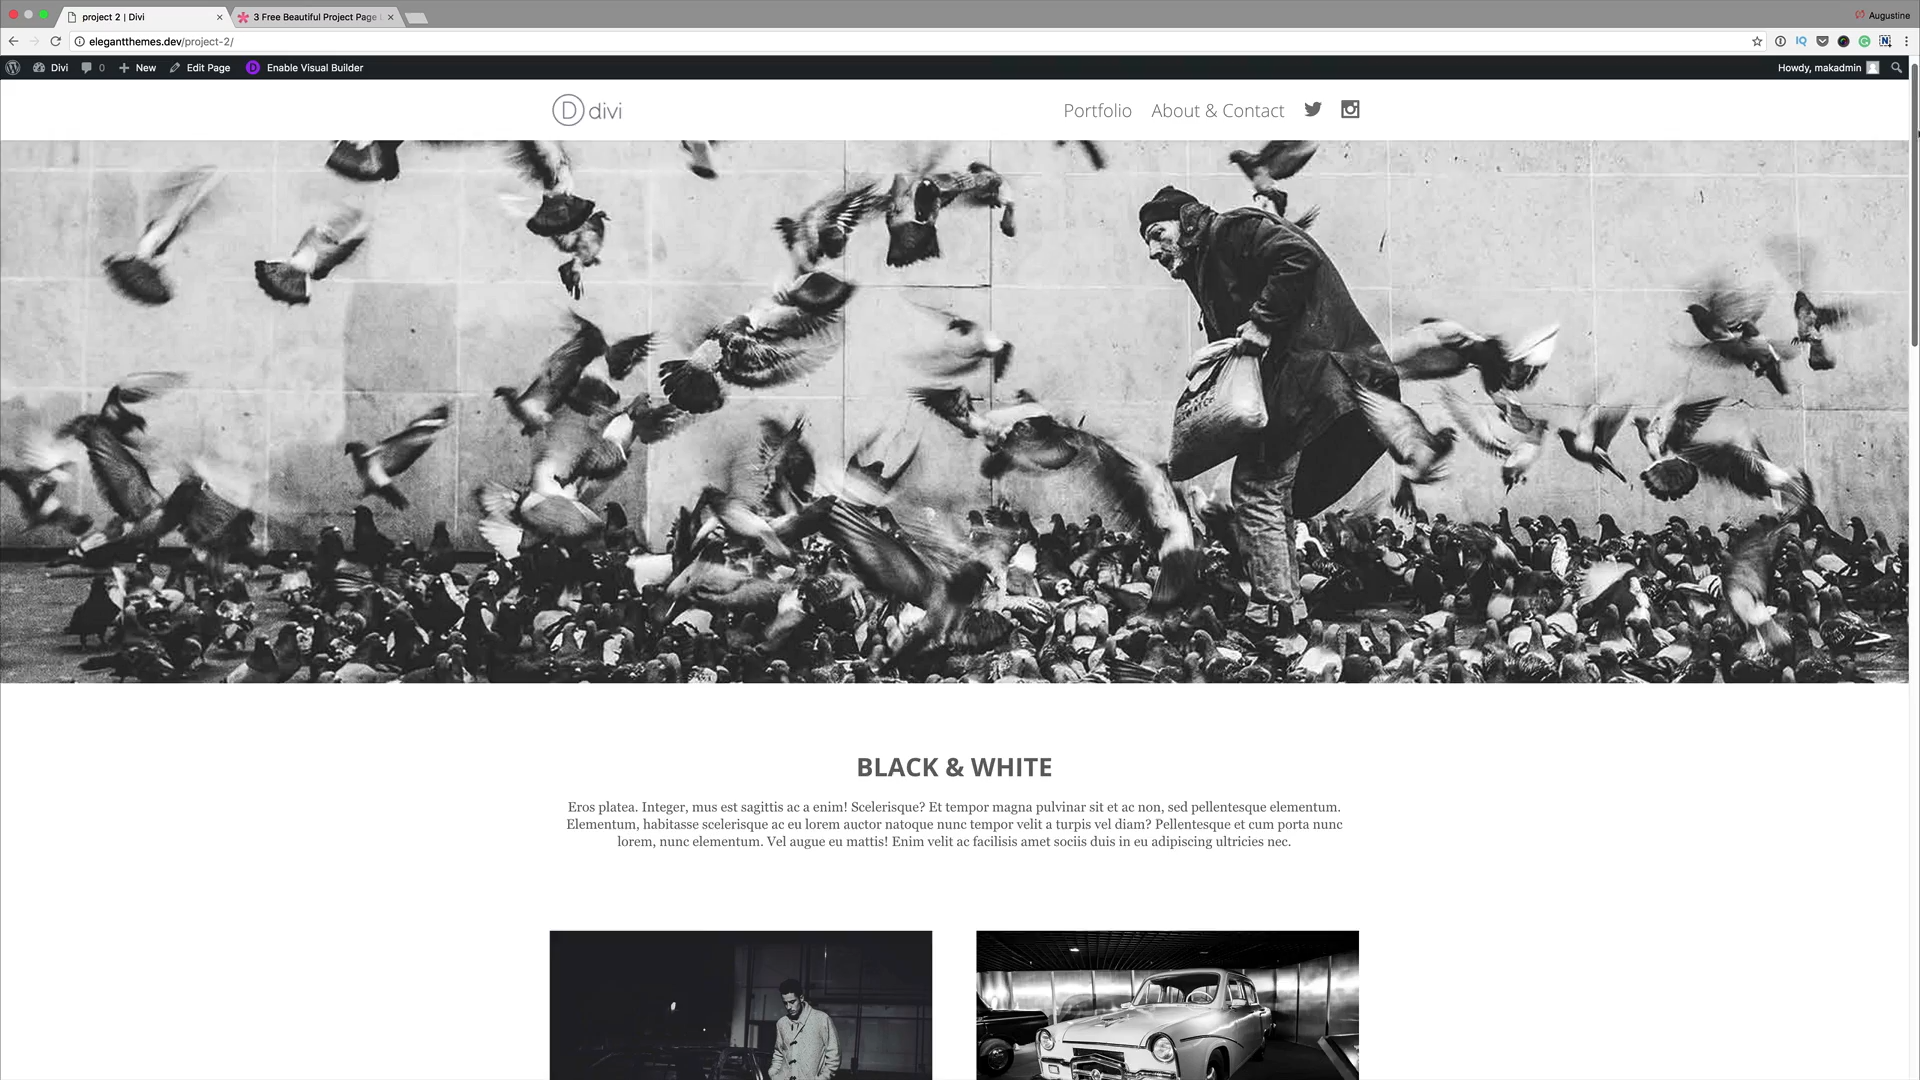 project 2 | Divi
3 Free Beautiful Project Page
Augustine
elegantthemes.dev/project-2/
Divi 0 New Edit Page Enable Visual Builder
Howdy, makadmin
divi
Portfolio About & Contact
BLACK & WHITE
Eros platea. Integer, mus est sagittis ac a enim! Scelerisque? Et tempor magna pulvinar sit et ac non, sed pellentesque elementum.
Elementum, habitasse scelerisque ac eu lorem auctor natoque nunc tempor velit a turpis vel diam? Pellentesque et cum porta nunc
lorem, nunc elementum. Vel augue eu mattis! Enim velit ac facilisis amet sociis duis in eu adipiscing ultricies nec.